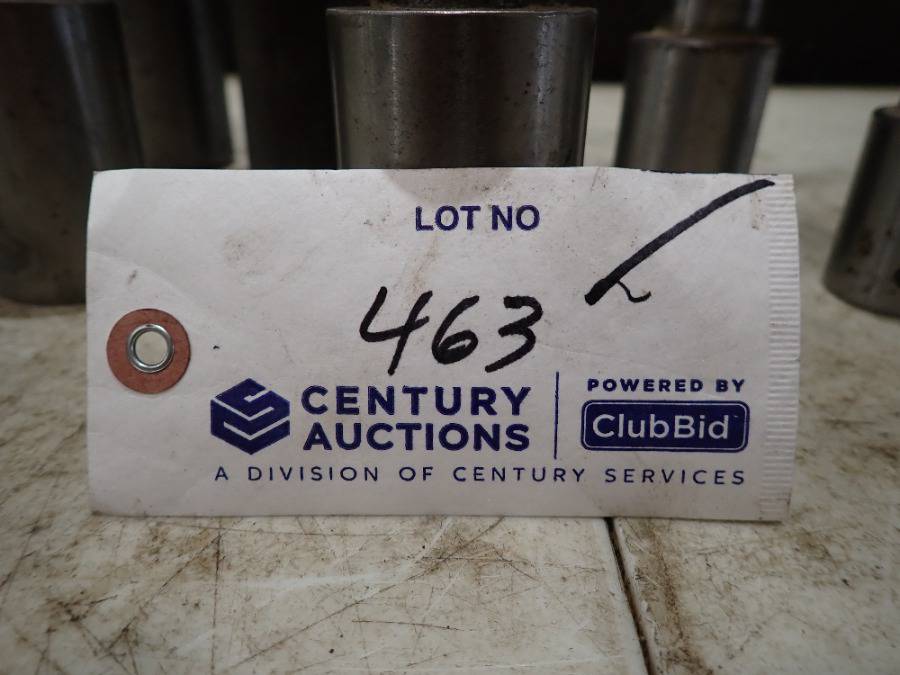 LOT NO
463
CENTURY
AUCTIONS
POWERED BY
ClubBid
A DIVISION OF CENTURY SERVICES